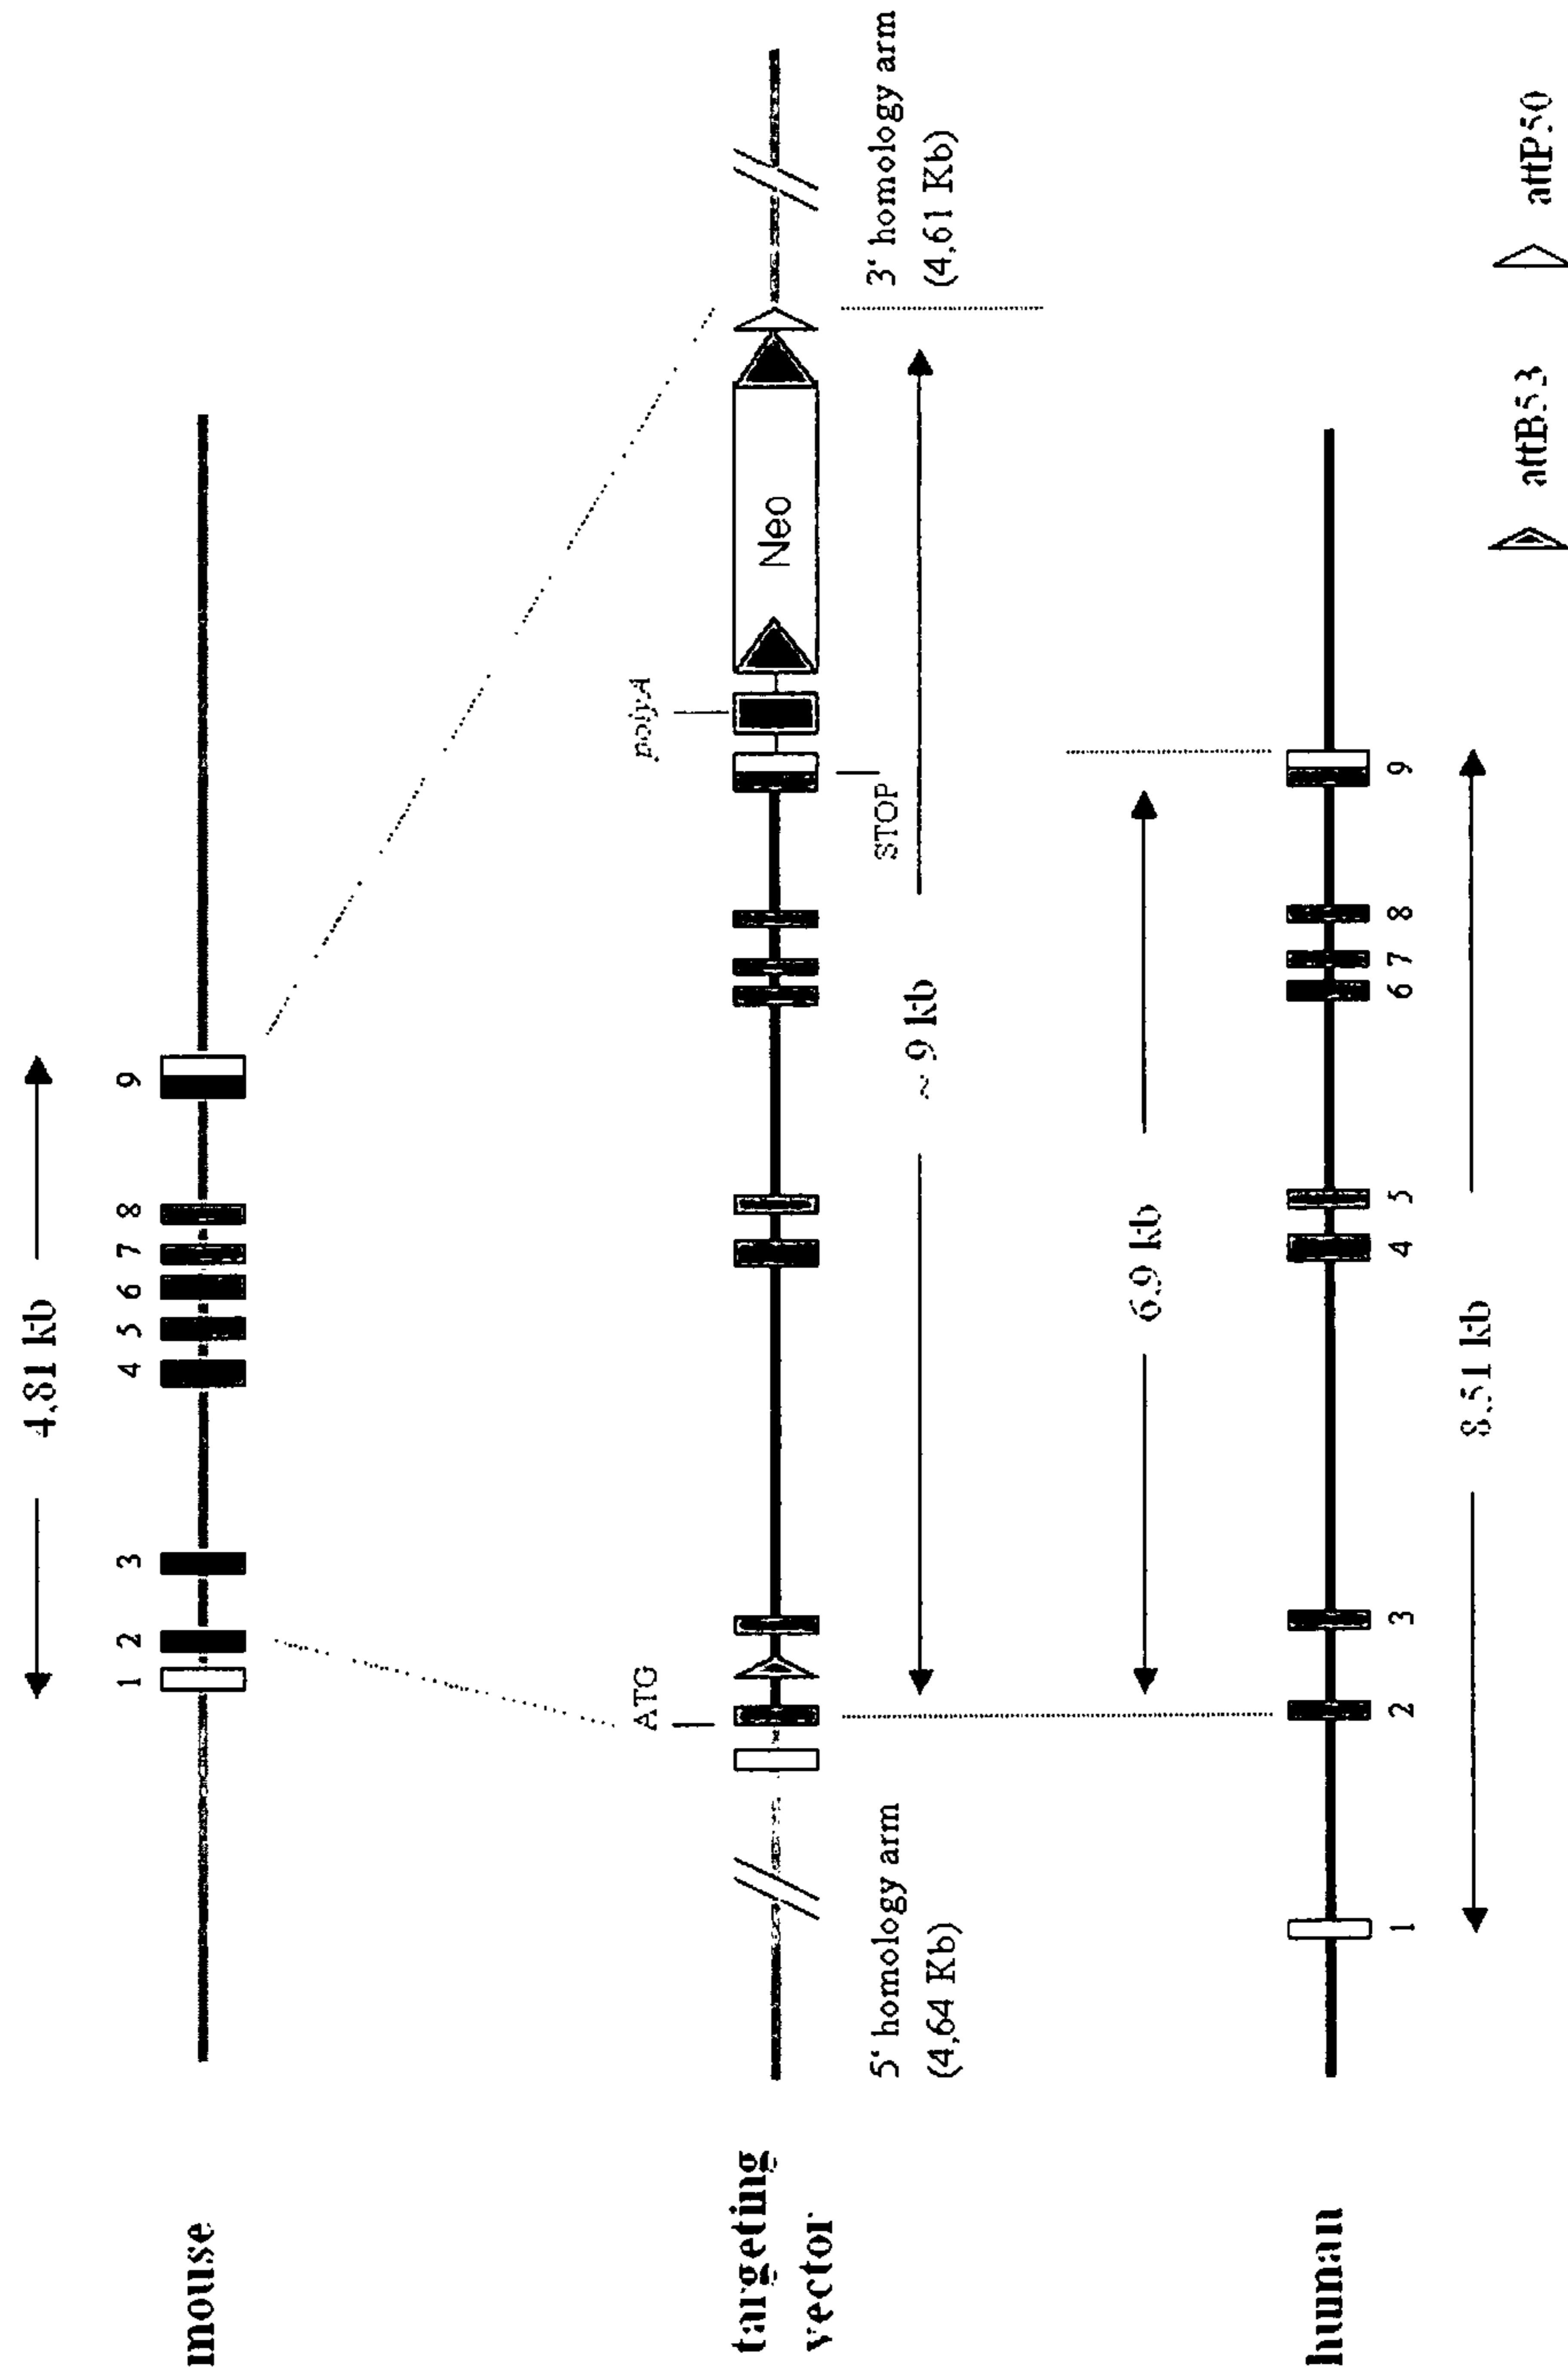 4,81 kb
1 2 3 4 5 6 7 8 9
mouse
polyA
ATG
Neo
targeting
vector
STOP
5‘ homology arm
(4,64 Kb)
3‘ homology arm
(4,61 Kb)
~ 9 kb
6.9 kb
human
1 2 3 4 5 6 7 8 9
8,51 kb
attB53
attP50